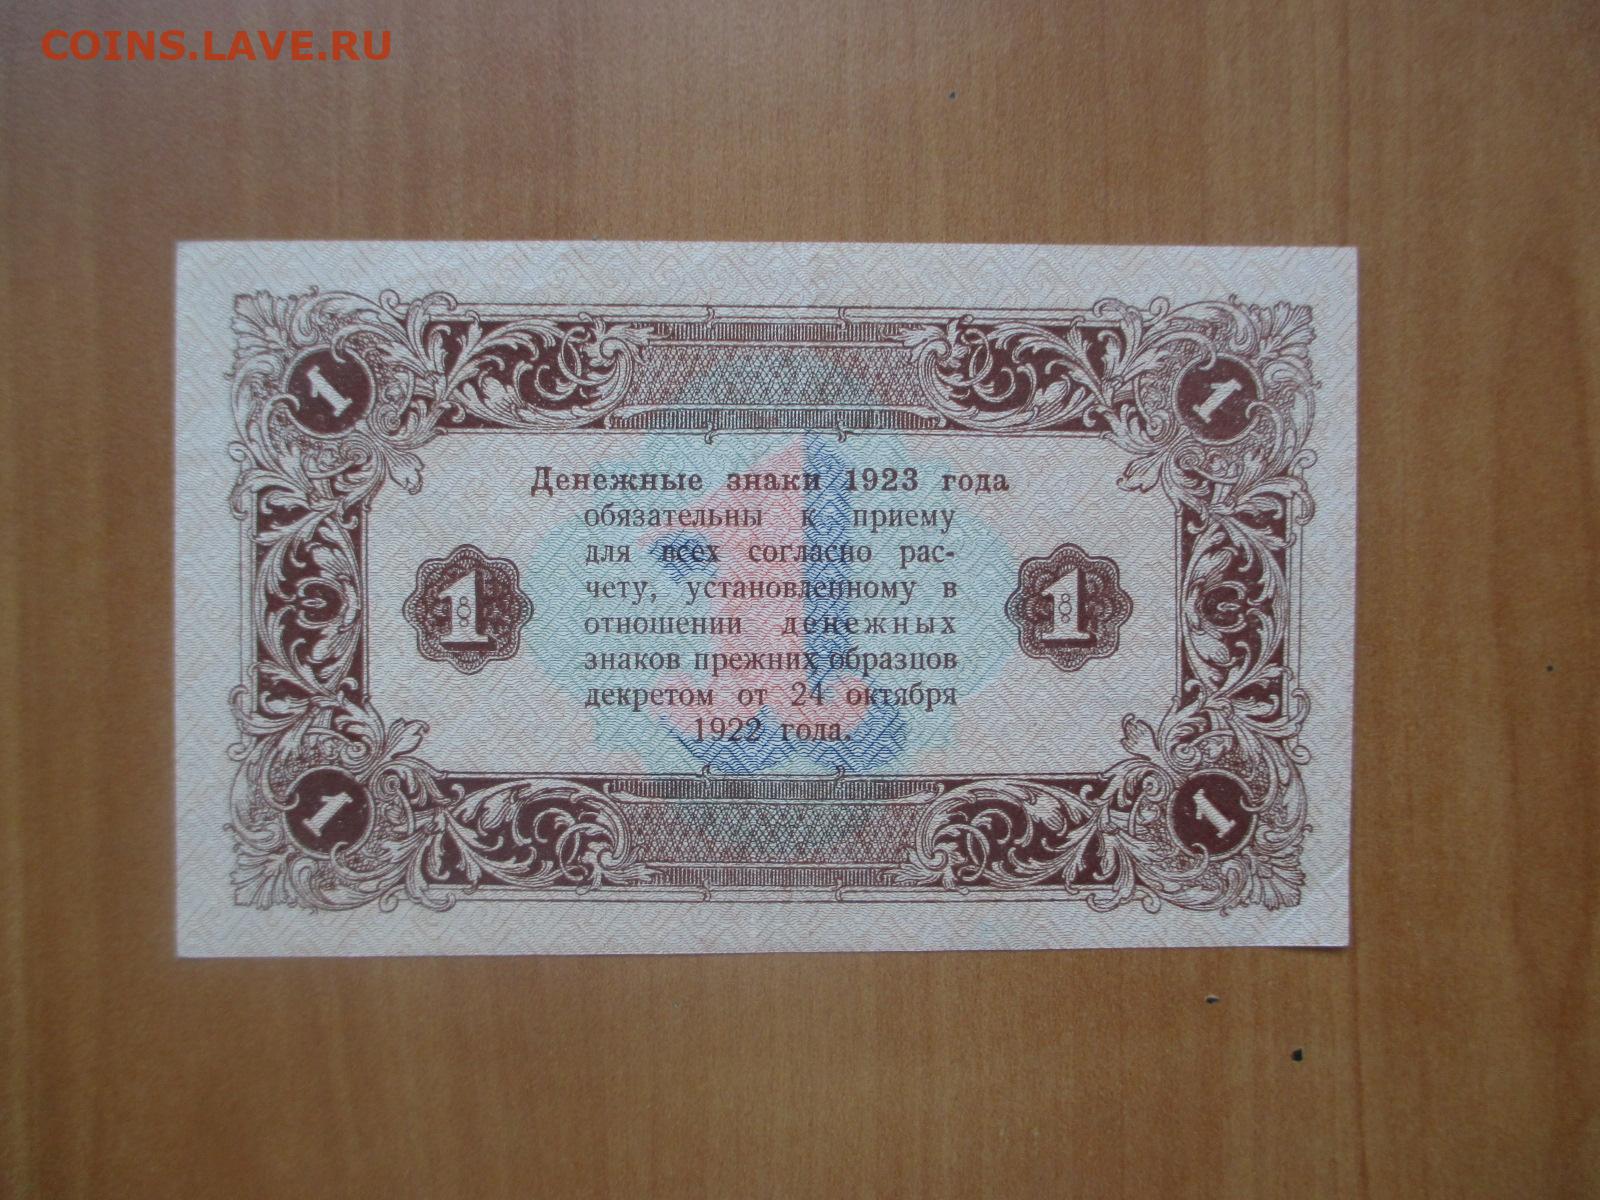 COINS.LAVE.RU
1 1
Денежные знаки 1923 года
обязательны к приему
для всех согласно рас-
чету, установленному в
отношении денежных
знаков прежних образцов
декретом от 24 октября
1922 года.
1 1
1
1 1